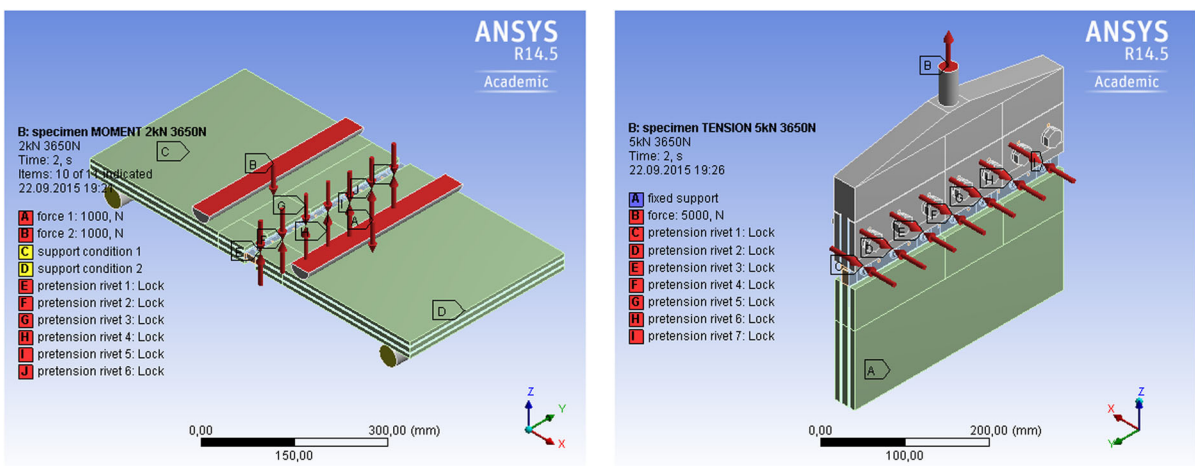 ANSYS
R14.5
Academic
B: specimen MOMENT 2kN 3650N
2kN 3650N
Time: 2, s
Items: 10 of 11 indicated
22.09.2015 19:21
A force 1: 1000, N
B force 2: 1000, N
C support condition 1
D support condition 2
E pretension rivet 1: Lock
F pretension rivet 2: Lock
G pretension rivet 3: Lock
H pretension rivet 4: Lock
I pretension rivet 5: Lock
J pretension rivet 6: Lock
C
B
G
J
I
A
D
0,00
300,00 (mm)
150,00
Z
Y
X
ANSYS
R14.5
Academic
B: specimen TENSION 5kN 3650N
5kN 3650N
Time: 2, s
22.09.2015 19:26
A fixed support
B force: 5000, N
C pretension rivet 1: Lock
D pretension rivet 2: Lock
E pretension rivet 3: Lock
F pretension rivet 4: Lock
G pretension rivet 5: Lock
H pretension rivet 6: Lock
I pretension rivet 7: Lock
B
I
H
G
F
E
D
C
A
0,00
200,00 (mm)
100,00
Z
X
Y